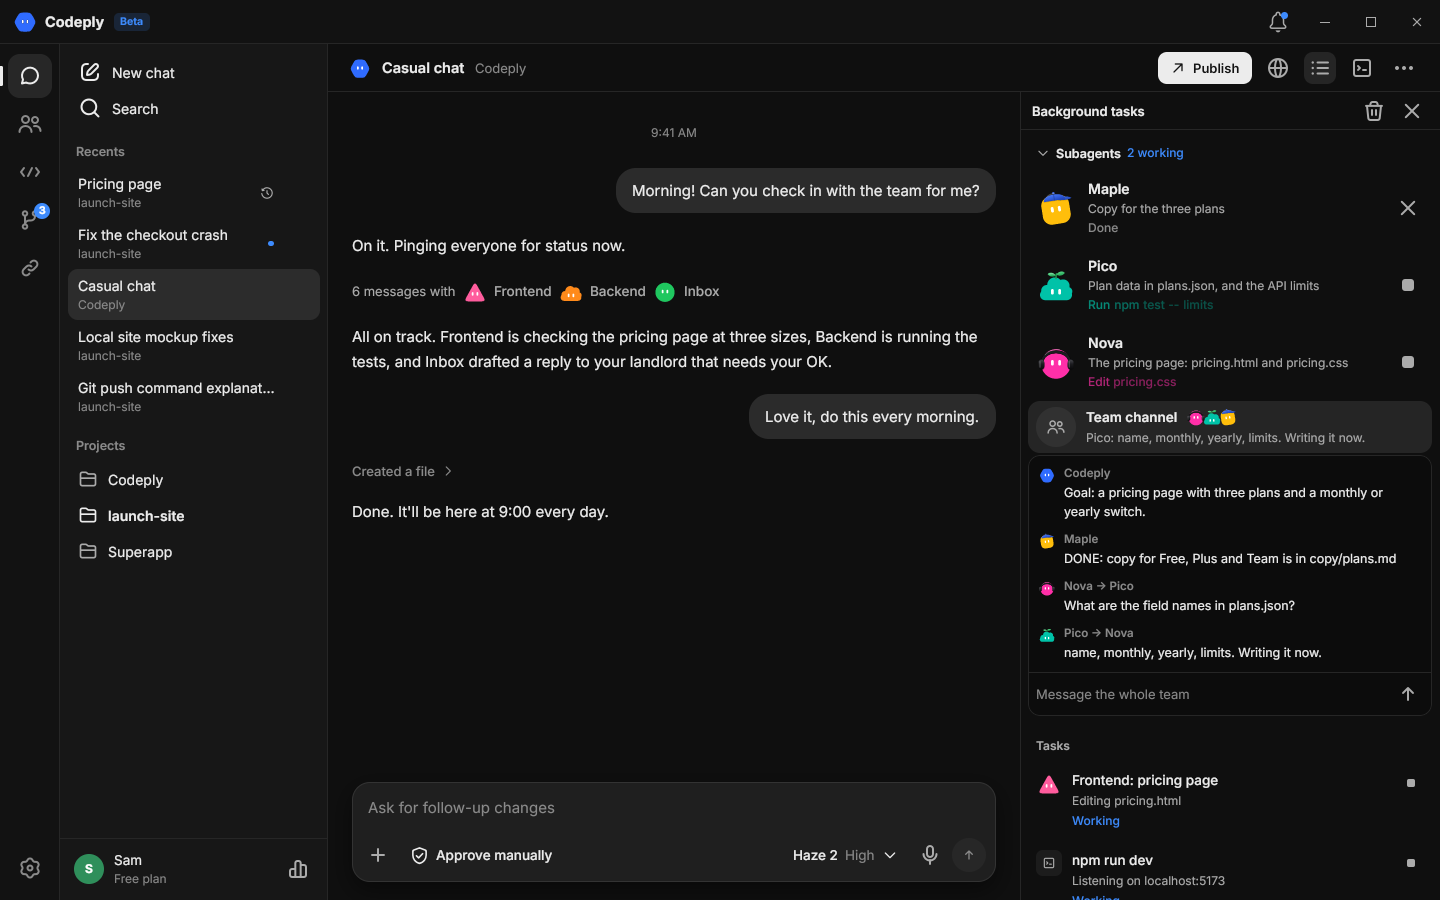 Codeply Beta
New chat
Search
Recents
Pricing page
launch-site
Fix the checkout crash
launch-site
Casual chat
Codeply
Local site mockup fixes
launch-site
Git push command explanat...
launch-site
Projects
Codeply
launch-site
Superapp
3
S
Sam
Free plan
Casual chat Codeply
Publish
9:41 AM
Morning! Can you check in with the team for me?
On it. Pinging everyone for status now.
6 messages with Frontend Backend Inbox
All on track. Frontend is checking the pricing page at three sizes, Backend is running the
tests, and Inbox drafted a reply to your landlord that needs your OK.
Love it, do this every morning.
Created a file
Done. It'll be here at 9:00 every day.
Ask for follow-up changes
Approve manually
Haze 2 High
Background tasks
Subagents 2 working
Maple
Copy for the three plans
Done
Pico
Plan data in plans.json, and the API limits
Run npm test -- limits
Nova
The pricing page: pricing.html and pricing.css
Edit pricing.css
Team channel
Pico: name, monthly, yearly, limits. Writing it now.
Codeply
Goal: a pricing page with three plans and a monthly or
yearly switch.
Maple
DONE: copy for Free, Plus and Team is in copy/plans.md
Nova → Pico
What are the field names in plans.json?
Pico → Nova
name, monthly, yearly, limits. Writing it now.
Message the whole team
Tasks
Frontend: pricing page
Editing pricing.html
Working
npm run dev
Listening on localhost:5173
Working